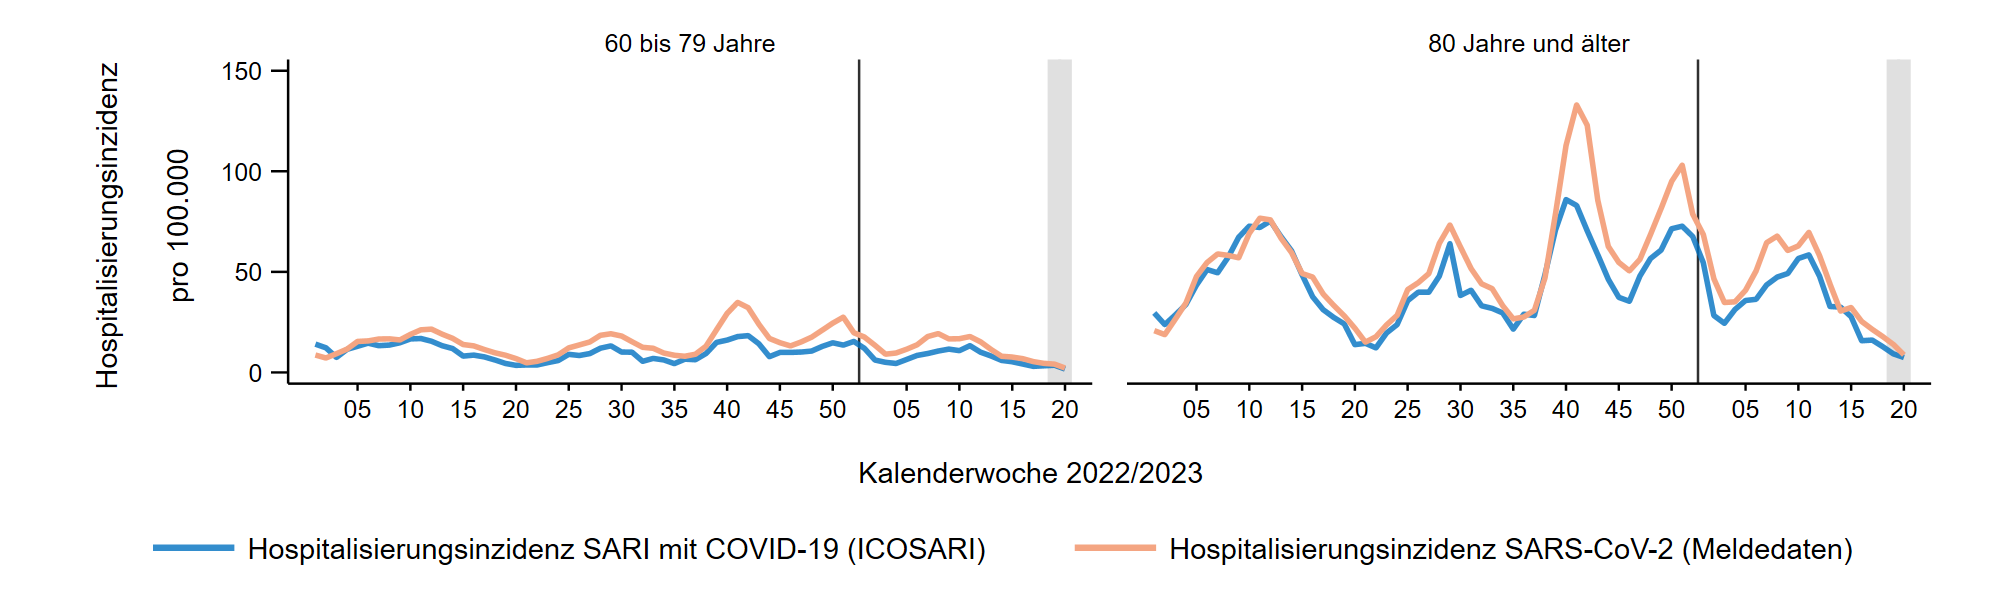 60 bis 79 Jahre
80 Jahre und älter
Hospitalisierungsinzidenz
pro 100.000
150
100
50
0
05 10 15 20 25 30 35 40 45 50 05 10 15 20
05 10 15 20 25 30 35 40 45 50 05 10 15 20
Kalenderwoche 2022/2023
Hospitalisierungsinzidenz SARI mit COVID-19 (ICOSARI)
Hospitalisierungsinzidenz SARS-CoV-2 (Meldedaten)